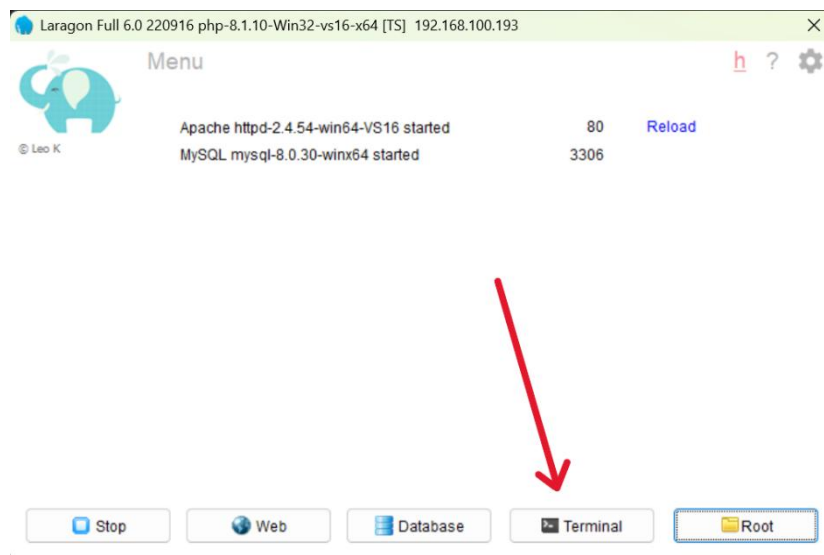 Laragon Full 6.0 220916 php-8.1.10-Win32-vs16-x64 [TS] 192.168.100.193
Menu h ?
© Leo K
Apache httpd-2.4.54-win64-VS16 started 80 Reload
MySQL mysql-8.0.30-winx64 started 3306
Stop Web Database Terminal Root